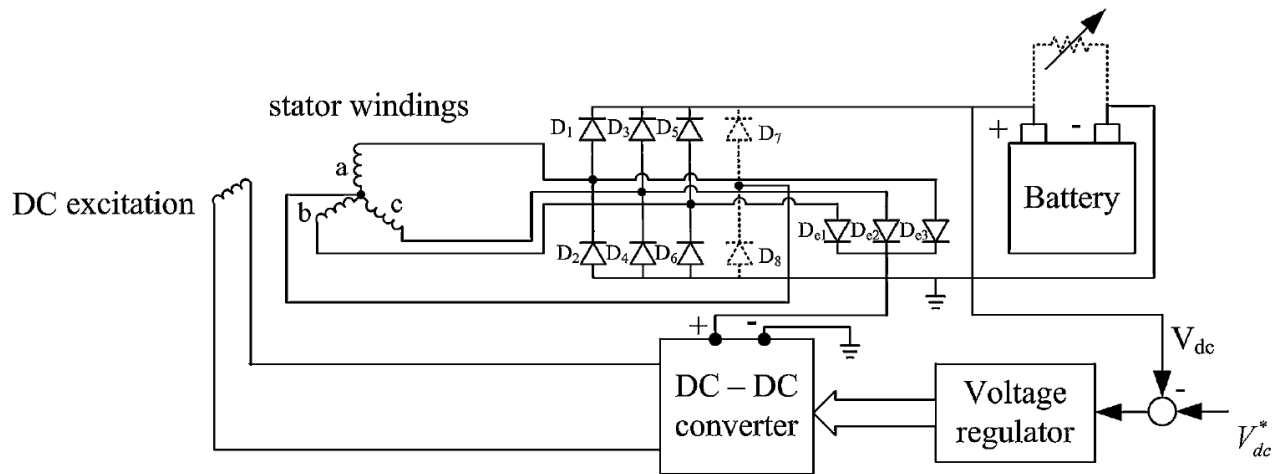 stator windings
DC excitation
a
b
c
D1
D3
D5
D7
D2
D4
D6
D8
De1
De2
De3
+
-
Battery
+
-
DC – DC
converter
Voltage
regulator
Vdc
-
V*dc